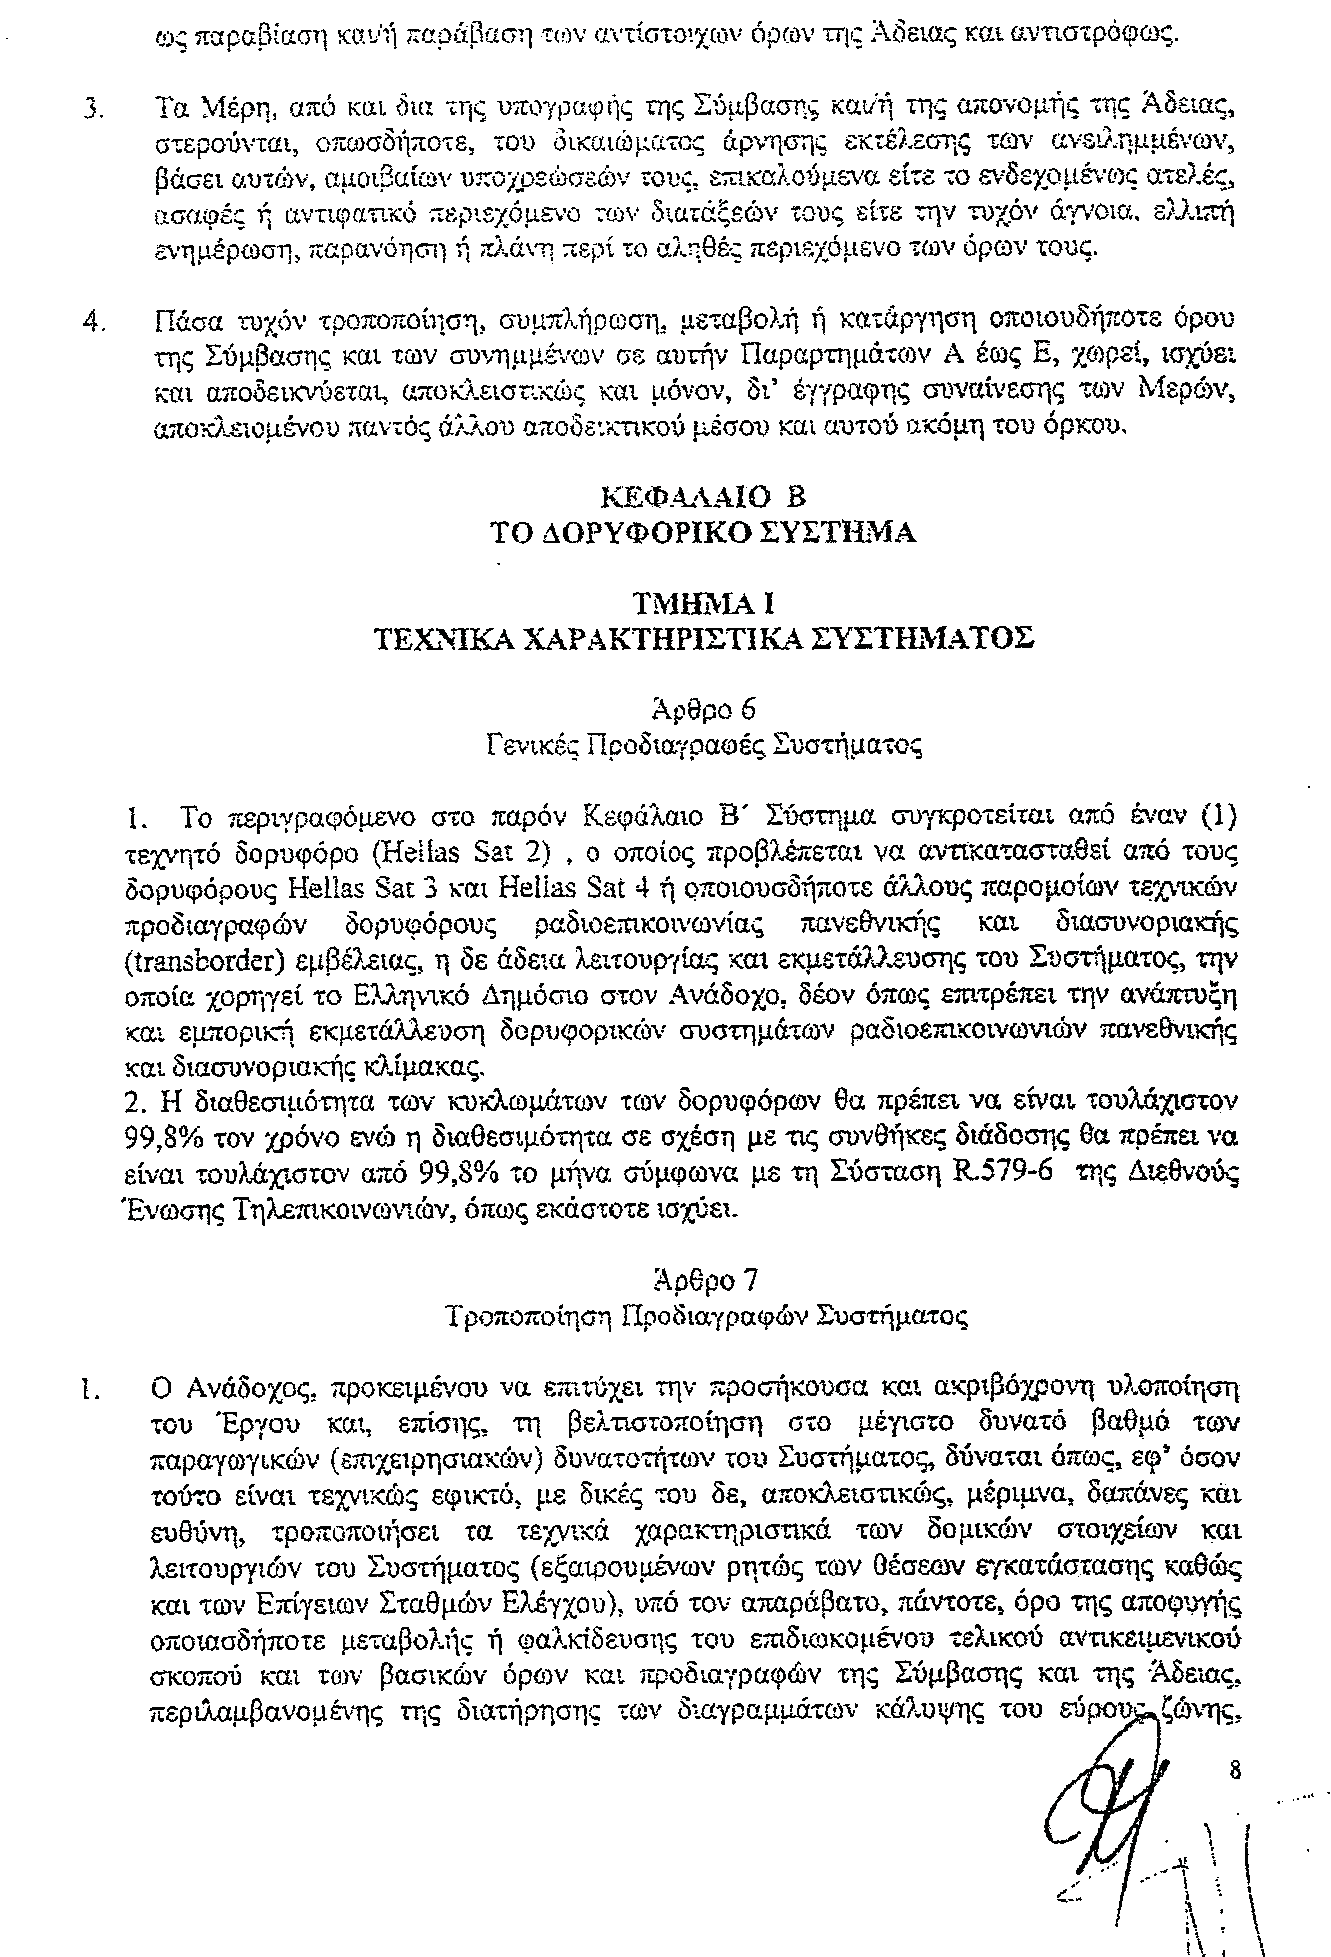 ως παραβίαση και/ή παράβαση των αντίστοιχων όρων της Άδειας και αντιστρόφως.
3. Τα Μέρη, από και δια της υπογραφής της Σύμβασης και/ή της απονομής της Άδειας,
στερούνται, οπωσδήποτε, του δικαιώματος άρνησης εκτέλεσης των ανειλημμένων,
βάσει αυτών, αμοιβαίων υποχρεώσεών τους, επικαλούμενα είτε το ενδεχομένως ατελές,
ασαφές ή αντιφατικό περιεχόμενο των διατάξεών τους είτε την τυχόν άγνοια, ελλιπή
ενημέρωση, παρανόηση ή πλάνη περί το αληθές περιεχόμενο των όρων τους.
4. Πάσα τυχόν τροποποίηση, συμπλήρωση, μεταβολή ή κατάργηση οποιουδήποτε όρου
της Σύμβασης και των συνημμένων σε αυτήν Παραρτημάτων Α έως Ε, χωρεί, ισχύει
και αποδεικνύεται, αποκλειστικώς και μόνον, δι' έγγραφης συναίνεσης των Μερών,
αποκλειομένου παντός άλλου αποδεικτικού μέσου και αυτού ακόμη του όρκου.
ΚΕΦΑΛΑΙΟ Β
ΤΟ ΔΟΡΥΦΟΡΙΚΟ ΣΥΣΤΗΜΑ
ΤΜΗΜΑ Ι
ΤΕΧΝΙΚΑ ΧΑΡΑΚΤΗΡΙΣΤΙΚΑ ΣΥΣΤΗΜΑΤΟΣ
Άρθρο 6
Γενικές Προδιαγραφές Συστήματος
1. Το περιγραφόμενο στο παρόν Κεφάλαιο Β΄ Σύστημα συγκροτείται από έναν (1)
τεχνητό δορυφόρο (Hellas Sat 2) , ο οποίος προβλέπεται να αντικατασταθεί από τους
δορυφόρους Hellas Sat 3 και Hellas Sat 4 ή οποιουσδήποτε άλλους παρομοίων τεχνικών
προδιαγραφών δορυφόρους ραδιοεπικοινωνίας πανεθνικής και διασυνοριακής
(transborder) εμβέλειας, η δε άδεια λειτουργίας και εκμετάλλευσης του Συστήματος, την
οποία χορηγεί το Ελληνικό Δημόσιο στον Ανάδοχο, δέον όπως επιτρέπει την ανάπτυξη
και εμπορική εκμετάλλευση δορυφορικών συστημάτων ραδιοεπικοινωνιών πανεθνικής
και διασυνοριακής κλίμακας.
2. Η διαθεσιμότητα των κυκλωμάτων των δορυφόρων θα πρέπει να είναι τουλάχιστον
99,8% τον χρόνο ενώ η διαθεσιμότητα σε σχέση με τις συνθήκες διάδοσης θα πρέπει να
είναι τουλάχιστον από 99,8% το μήνα σύμφωνα με τη Σύσταση R.579-6 της Διεθνούς
Ένωσης Τηλεπικοινωνιών, όπως εκάστοτε ισχύει.
Άρθρο 7
Τροποποίηση Προδιαγραφών Συστήματος
1. Ο Ανάδοχος, προκειμένου να επιτύχει την προσήκουσα και ακριβόχρονη υλοποίηση
του Έργου και, επίσης, τη βελτιστοποίηση στο μέγιστο δυνατό βαθμό των
παραγωγικών (επιχειρησιακών) δυνατοτήτων του Συστήματος, δύναται όπως, εφ' όσον
τούτο είναι τεχνικώς εφικτό, με δικές του δε, αποκλειστικώς, μέριμνα, δαπάνες και
ευθύνη, τροποποιήσει τα τεχνικά χαρακτηριστικά των δομικών στοιχείων και
λειτουργιών του Συστήματος (εξαιρουμένων ρητώς των θέσεων εγκατάστασης καθώς
και των Επίγειων Σταθμών Ελέγχου), υπό τον απαράβατο, πάντοτε, όρο της αποφυγής
οποιασδήποτε μεταβολής ή φαλκίδευσης του επιδιωκομένου τελικού αντικειμενικού
σκοπού και των βασικών όρων και προδιαγραφών της Σύμβασης και της Άδειας,
περιλαμβανομένης της διατήρησης των διαγραμμάτων κάλυψης του εύρους ζώνης,
8